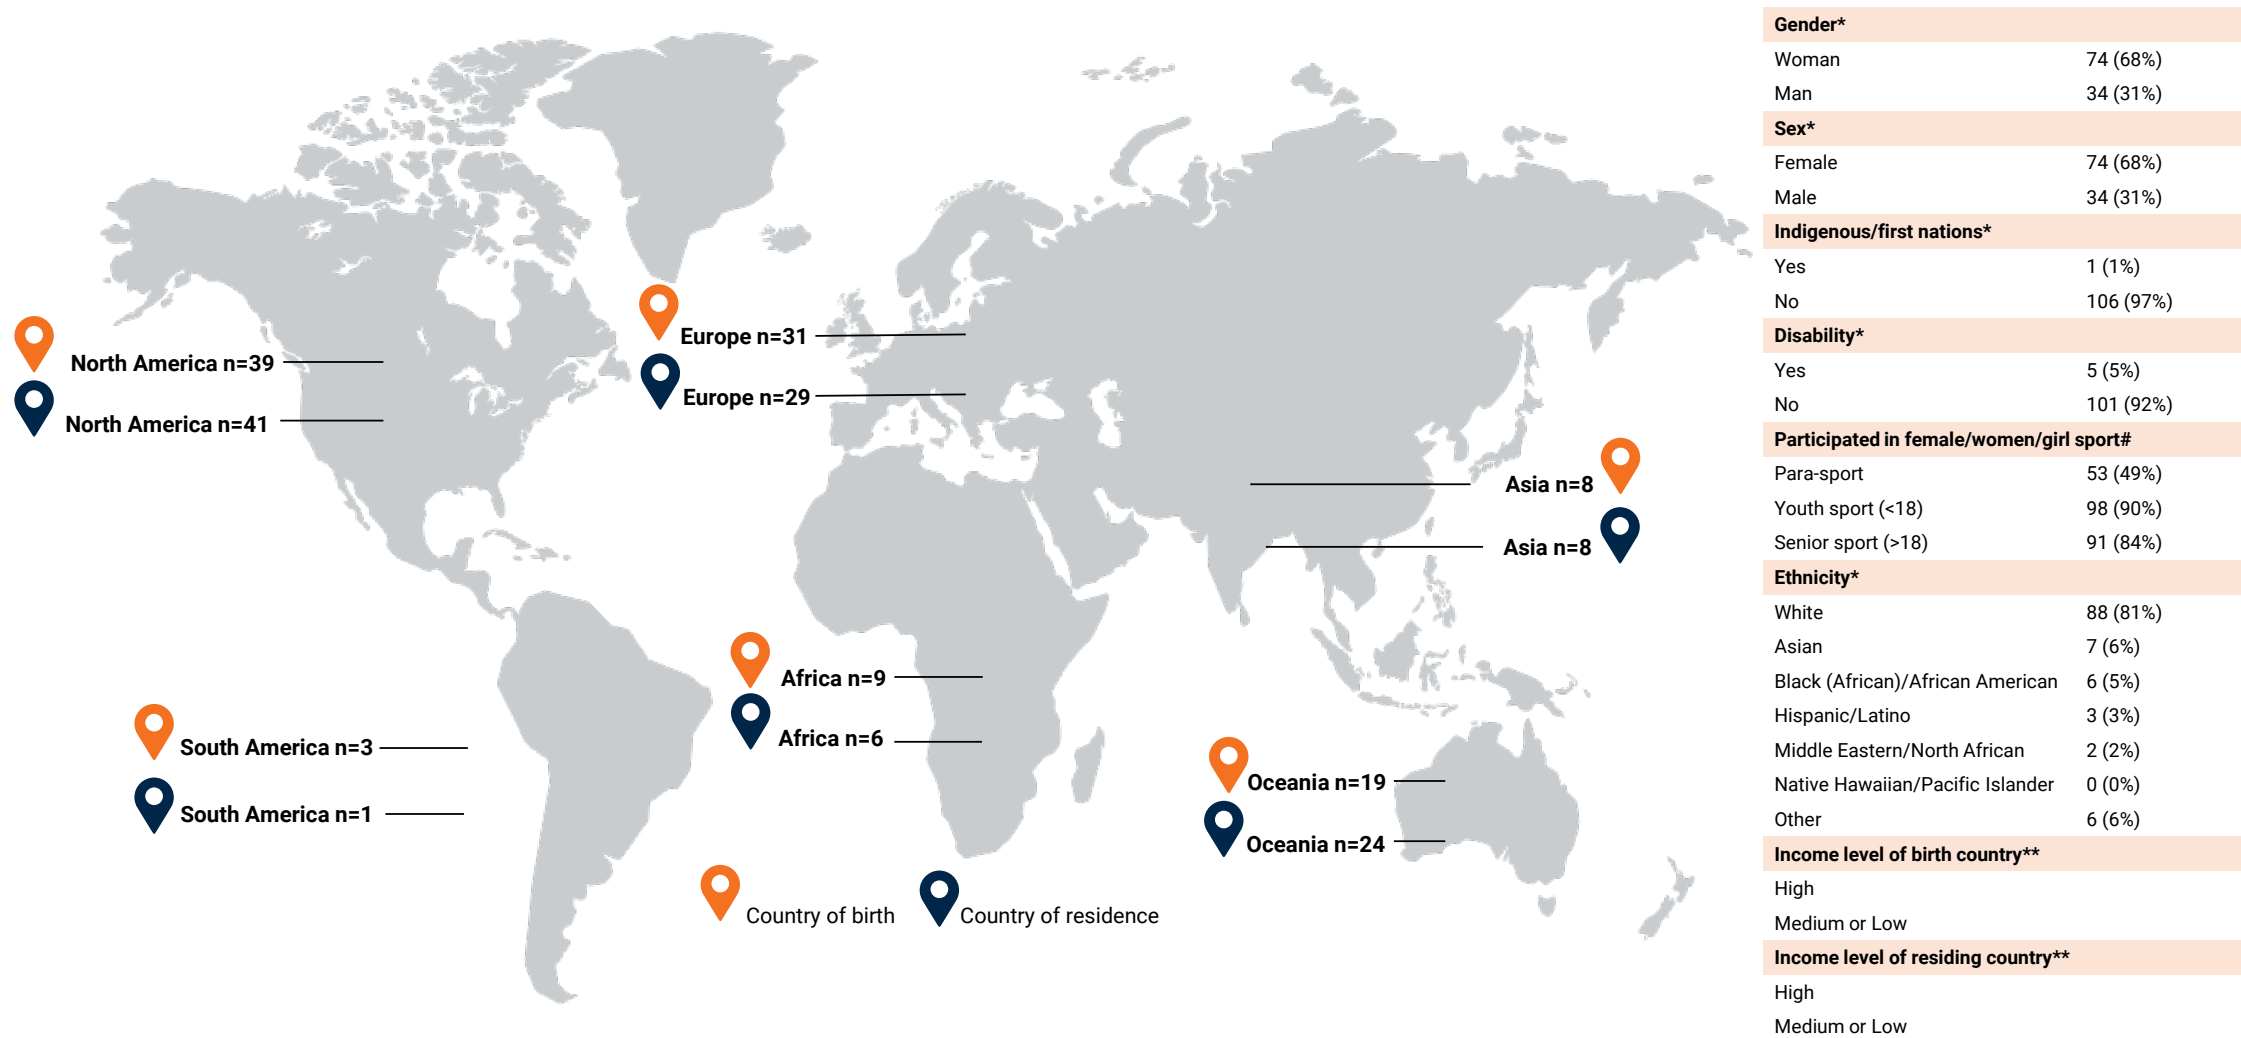 North America n=39
North America n=41
Europe n=31
Europe n=29
Asia n=8
Asia n=8
Africa n=9
Africa n=6
South America n=3
South America n=1
Oceania n=19
Oceania n=24
Country of birth
Country of residence
Gender*
Woman 74 (68%)
Man 34 (31%)
Sex*
Female 74 (68%)
Male 34 (31%)
Indigenous/first nations*
Yes 1 (1%)
No 106 (97%)
Disability*
Yes 5 (5%)
No 101 (92%)
Participated in female/women/girl sport#
Para-sport 53 (49%)
Youth sport (<18) 98 (90%)
Senior sport (>18) 91 (84%)
Ethnicity*
White 88 (81%)
Asian 7 (6%)
Black (African)/African American 6 (5%)
Hispanic/Latino 3 (3%)
Middle Eastern/North African 2 (2%)
Native Hawaiian/Pacific Islander 0 (0%)
Other 6 (6%)
Income level of birth country**
High
Medium or Low
Income level of residing country**
High
Medium or Low